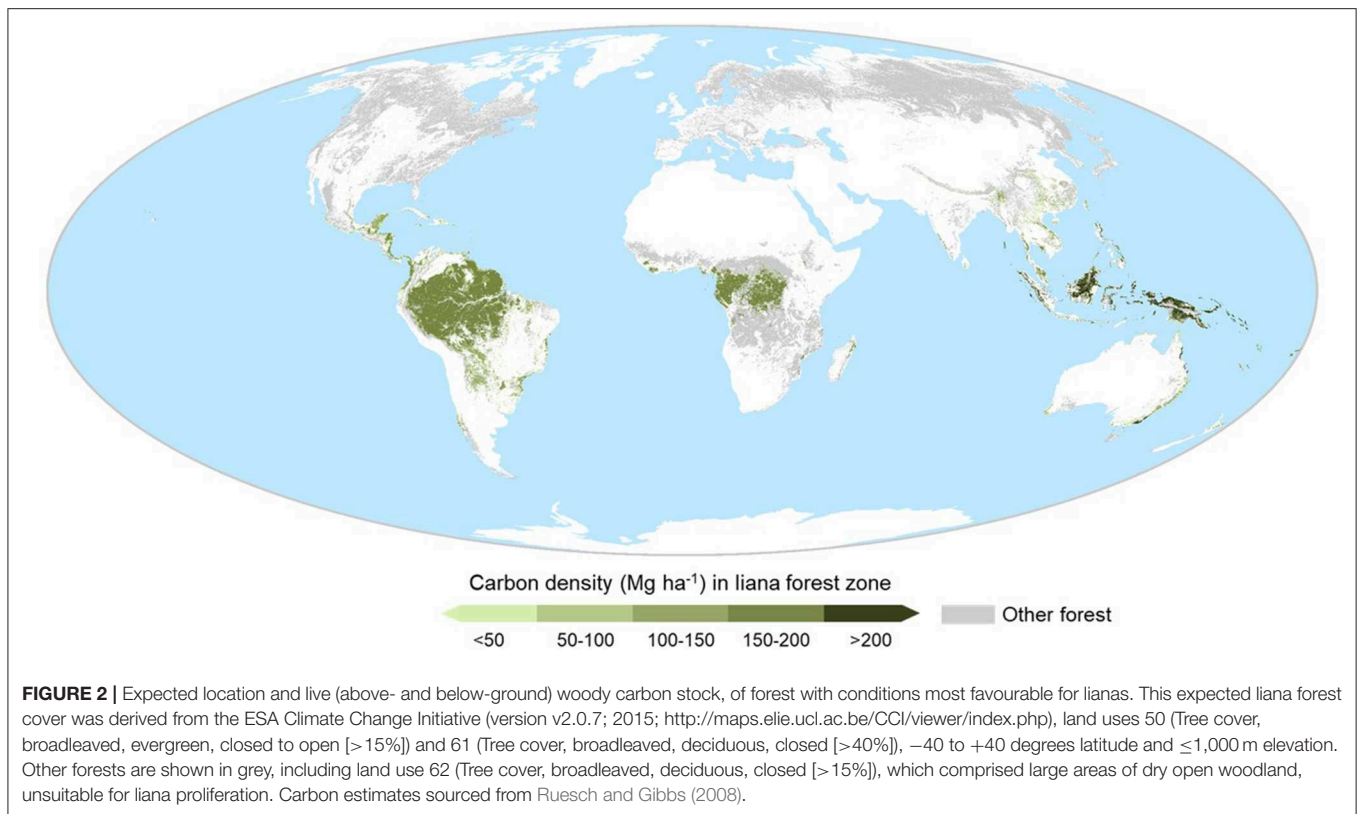 Carbon density (Mg ha-1) in liana forest zone
<50 50-100 100-150 150-200 >200 Other forest
FIGURE 2 | Expected location and live (above- and below-ground) woody carbon stock, of forest with conditions most favourable for lianas. This expected liana forest
cover was derived from the ESA Climate Change Initiative (version v2.0.7; 2015; http://maps.elie.ucl.ac.be/CCI/viewer/index.php), land uses 50 (Tree cover,
broadleaved, evergreen, closed to open [>15%]) and 61 (Tree cover, broadleaved, deciduous, closed [>40%]), −40 to +40 degrees latitude and ≤1,000 m elevation.
Other forests are shown in grey, including land use 62 (Tree cover, broadleaved, deciduous, closed [>15%]), which comprised large areas of dry open woodland,
unsuitable for liana proliferation. Carbon estimates sourced from Ruesch and Gibbs (2008).